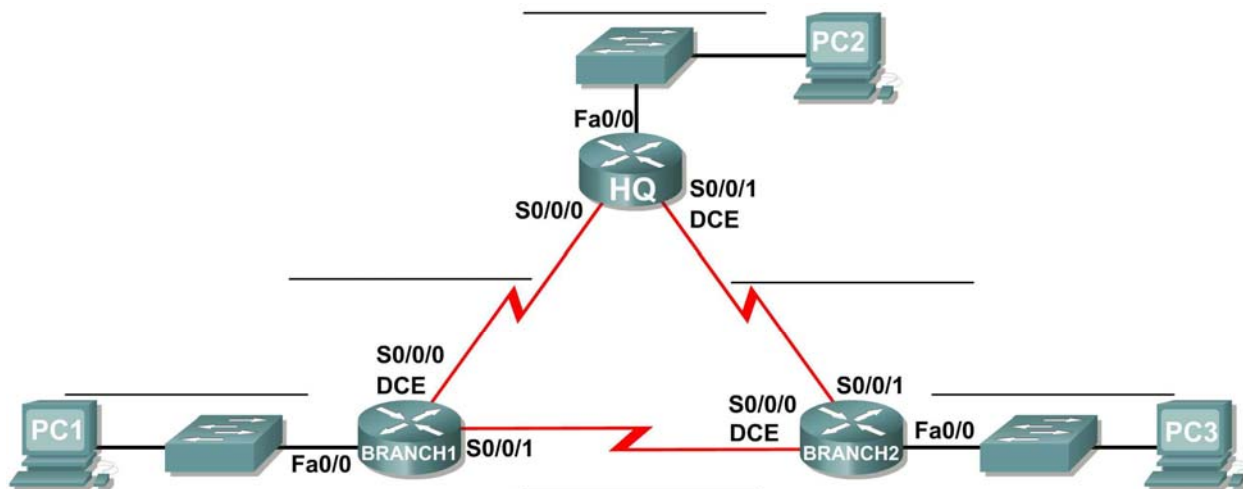 PC2
Fa0/0
HQ
S0/0/1
DCE
S0/0/0
S0/0/0
DCE
S0/0/1
S0/0/0
DCE
PC1
Fa0/0
BRANCH1
S0/0/1
BRANCH2
Fa0/0
PC3